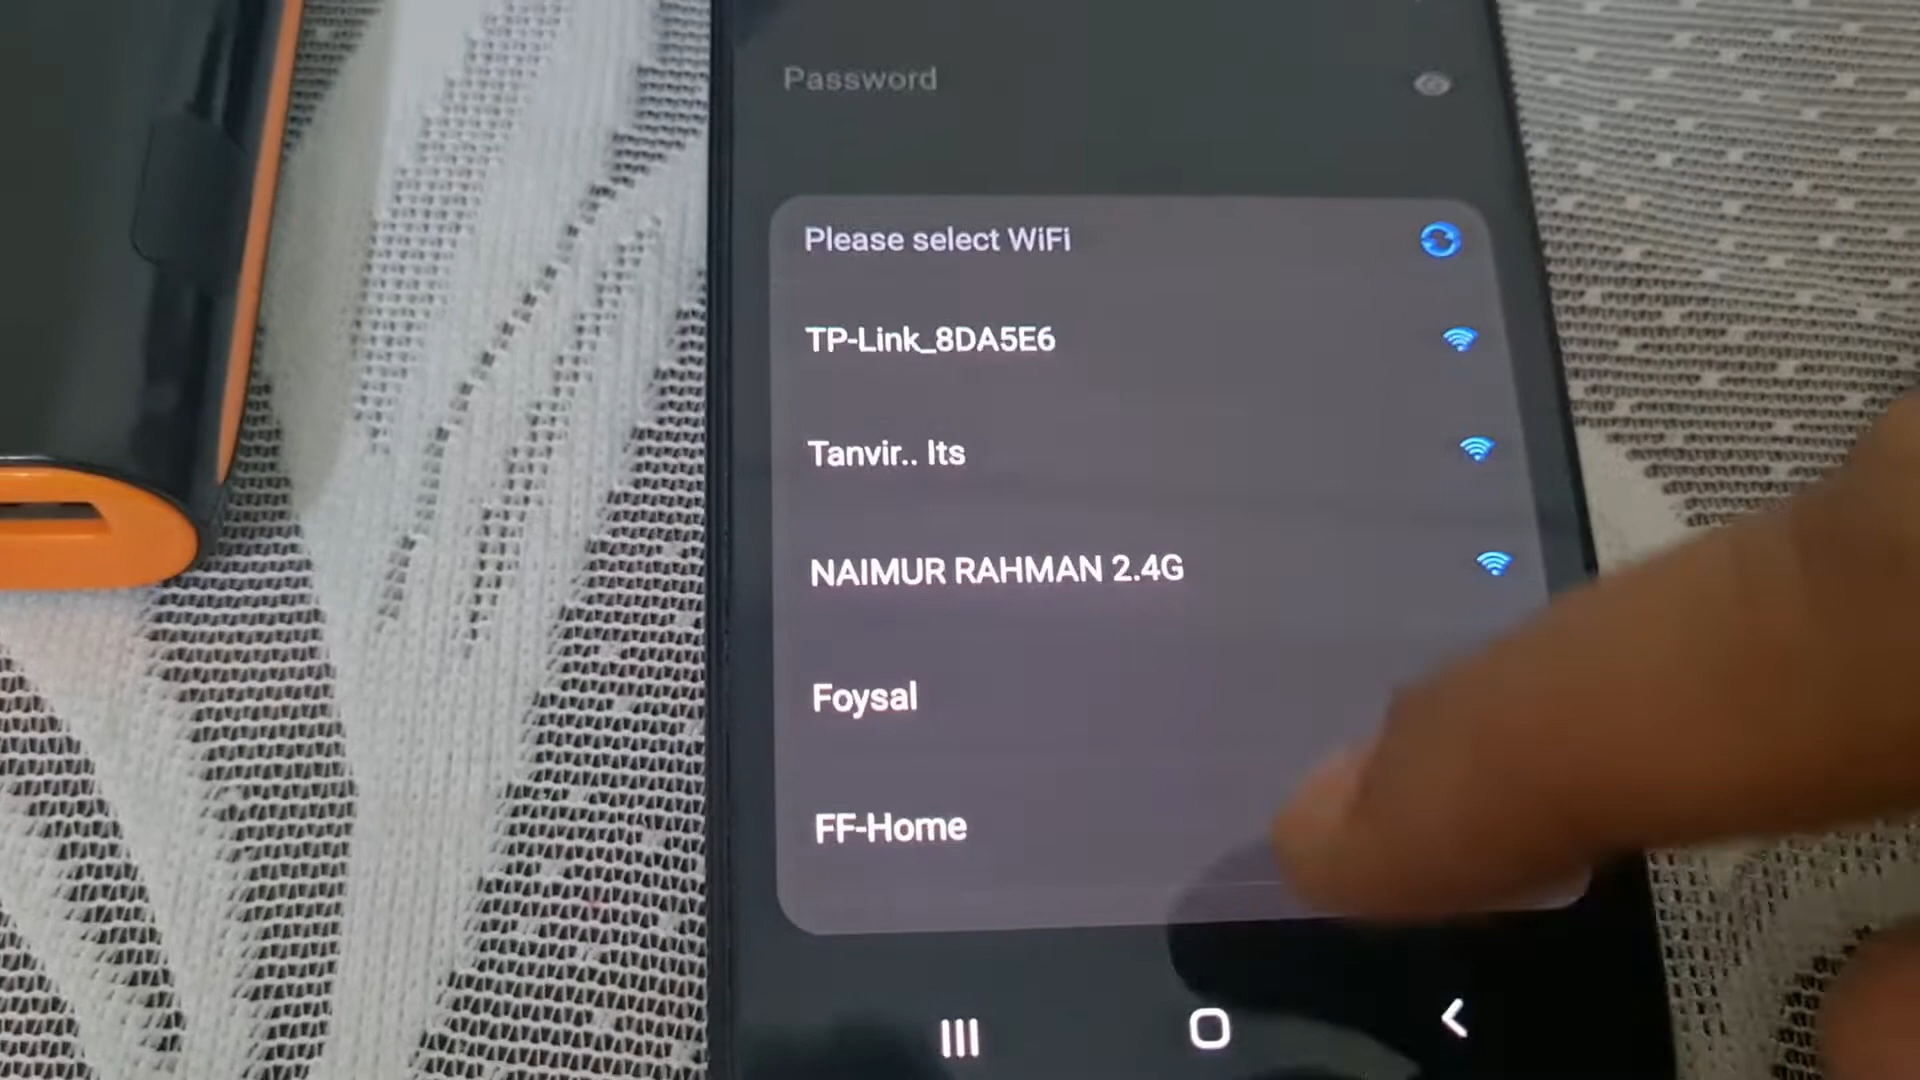 Password
Please select WiFi
TP-Link_8DA5E6
Tanvir.. Its
NAIMUR RAHMAN 2.4G
Foysal
FF-Home